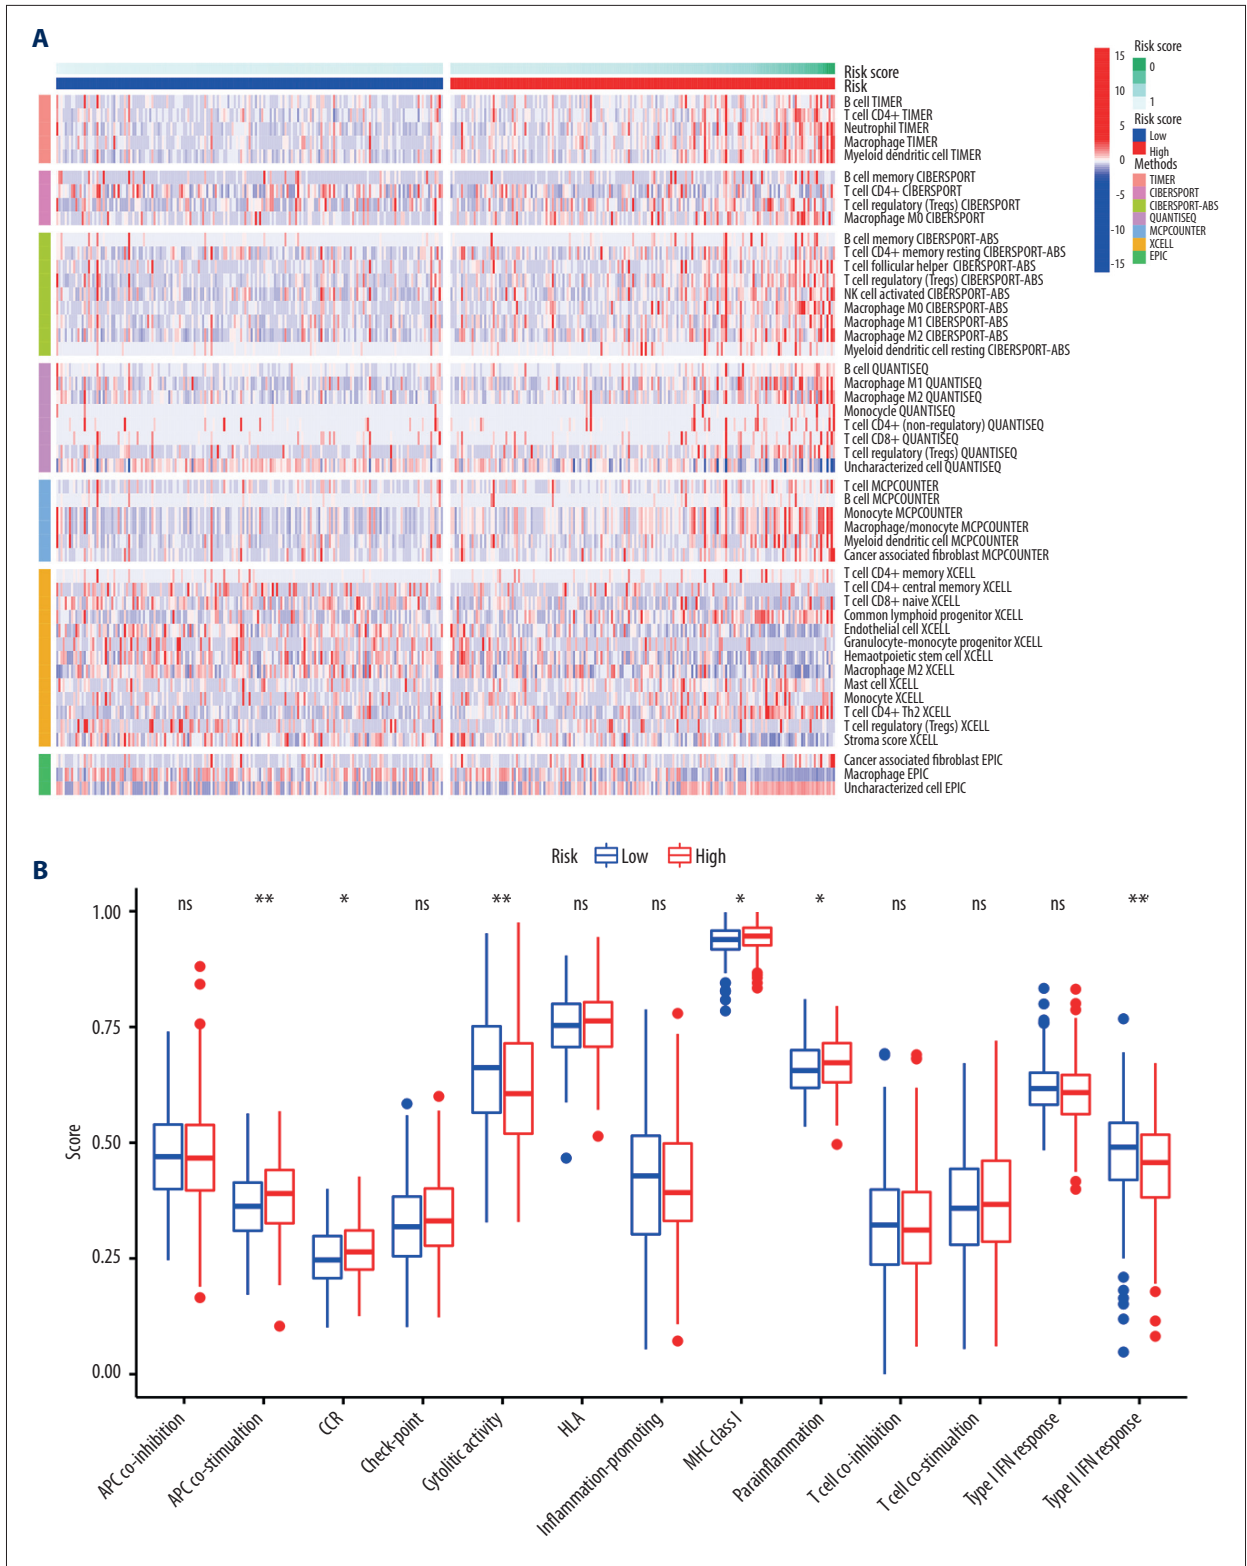 A
Risk score
Risk
B cell TIMER
T cell CD4+ TIMER
Neutrophil TIMER
Macrophage TIMER
Myeloid dendritic cell TIMER
B cell memory CIBERSPORT
T cell CD4+ CIBERSPORT
T cell regulatory (Tregs) CIBERSPORT
Macrophage M0 CIBERSPORT
B cell memory CIBERSPORT-ABS
T cell CD4+ memory resting CIBERSPORT-ABS
T cell follicular helper CIBERSPORT-ABS
T cell regulatory (Tregs) CIBERSPORT-ABS
NK cell activated CIBERSPORT-ABS
Macrophage M0 CIBERSPORT-ABS
Macrophage M1 CIBERSPORT-ABS
Macrophage M2 CIBERSPORT-ABS
Myeloid dendritic cell resting CIBERSPORT-ABS
B cell QUANTISEQ
Macrophage M1 QUANTISEQ
Macrophage M2 QUANTISEQ
Monocycle QUANTISEQ
T cell CD4+ (non-regulatory) QUANTISEQ
T cell CD8+ QUANTISEQ
T cell regulatory (Tregs) QUANTISEQ
Uncharacterized cell QUANTISEQ
T cell MCPCOUNTER
B cell MCPCOUNTER
Monocyte MCPCOUNTER
Macrophage/monocyte MCPCOUNTER
Myeloid dendritic cell MCPCOUNTER
Cancer associated fibroblast MCPCOUNTER
T cell CD4+ memory XCELL
T cell CD4+ central memory XCELL
T cell CD8+ naive XCELL
Common lymphoid progenitor XCELL
Endothelial cell XCELL
Granulocyte-monocyte progenitor XCELL
Hemaotpoietic stem cell XCELL
Macrophage M2 XCELL
Mast cell XCELL
Monocyte XCELL
T cell CD4+ Th2 XCELL
T cell regulatory (Tregs) XCELL
Stroma score XCELL
Cancer associated fibroblast EPIC
Macrophage EPIC
Uncharacterized cell EPIC
15
10
5
0
-5
-10
-15
Risk score
0
1
Risk score
Low
High
Methods
TIMER
CIBERSPORT
CIBERSPORT-ABS
QUANTISEQ
MCPCOUNTER
XCELL
EPIC
B
Risk Low High
ns ** * ns ** ns ns * * ns ns ns **
Score
1.00
0.75
0.50
0.25
0.00
APC co-inhibition
APC co-stimualtion
CCR
Check-point
Cytolitic activity
HLA
Inflammation-promoting
MHC class I
Parainflammation
T cell co-inhibition
T cell co-stimualtion
Type I IFN response
Type II IFN response